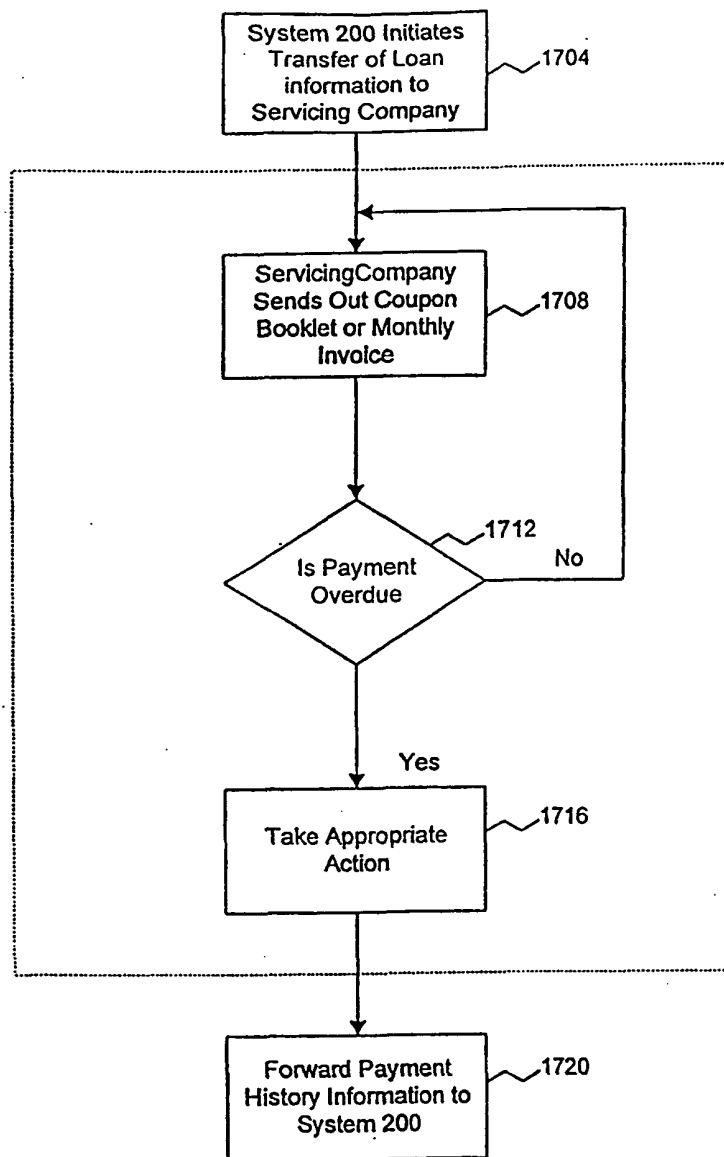 System 200 Initiates
Transfer of Loan
information to
Servicing Company
1704
ServicingCompany
Sends Out Coupon
Booklet or Monthly
Invoice
1708
1712
Is Payment
Overdue
No
Yes
Take Appropriate
Action
1716
Forward Payment
History Information to
System 200
1720